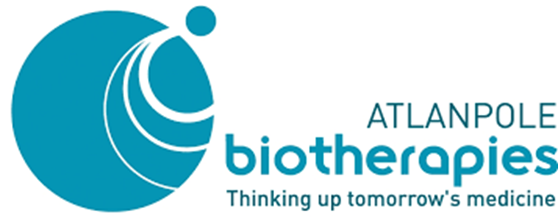 ATLANPOLE
biotherapies
Thinking up tomorrow's medicine